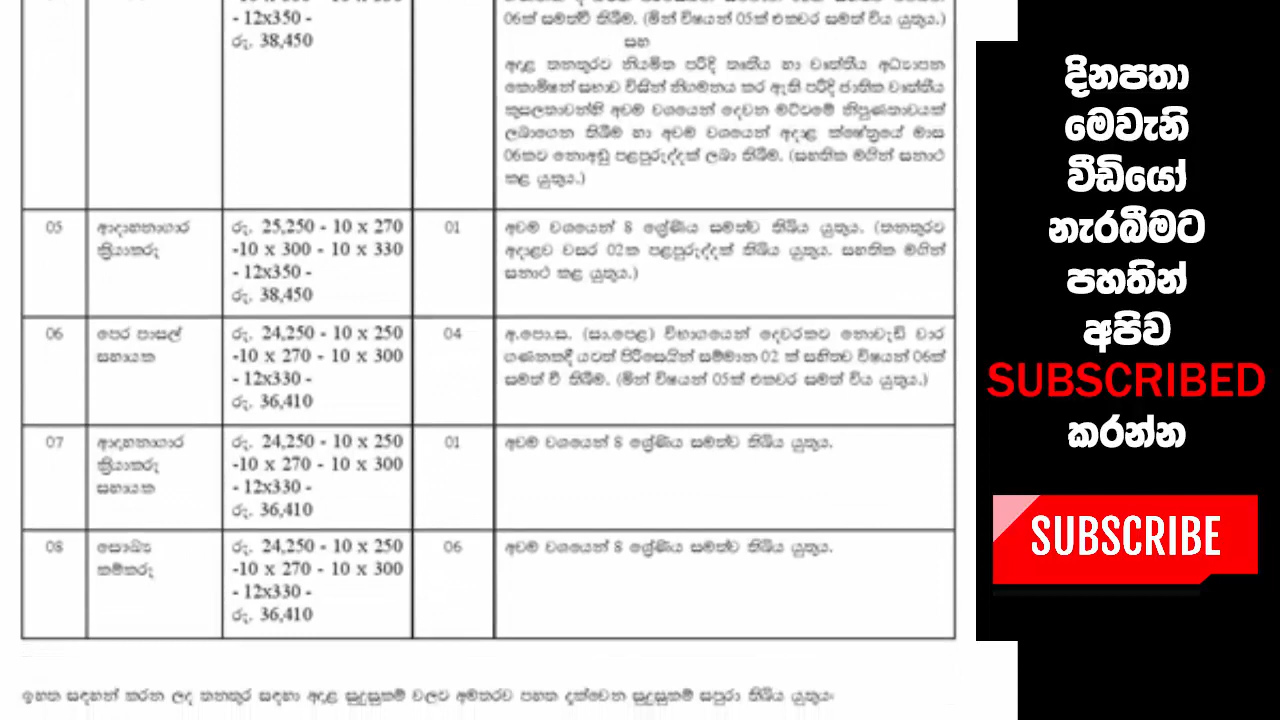 - 12x350 -
රු. 38,450
06ක් සමත්වී තිබීම. (මින් විෂයන් 05ක් එකවර සමත් විය යුතුය.)
සහ
අදාළ තනතුරට නියමිත පරිදි තෘතීය හා වෘත්තීය අධ්‍යාපන
කොමිෂන් සභාව විසින් නිගමනය කර ඇති පරිදි ජාතික වෘත්තීය
කුසලතාවන්හි අවම වශයෙන් දෙවන මට්ටමේ නිපුණතාවයක්
ලබාගෙන තිබීම හා අවම වශයෙන් අදාළ ක්ෂේත්‍රයේ මාස
06කට නොඅඩු පළපුරුද්දක් ලබා තිබීම. (සහතික මගින් සනාථ
කළ යුතුය.)
05
ආදාහනාගාර
ක්‍රියාකරු
රු. 25,250 - 10 x 270
-10 x 300 - 10 x 330
- 12x350 -
රු. 38,450
01
අවම වශයෙන් 8 ශ්‍රේණිය සමත්ව තිබිය යුතුය. (තනතුරට
අදාළව වසර 02ක පළපුරුද්දක් තිබිය යුතුය. සහතික මගින්
සනාථ කළ යුතුය.)
06
පෙර පාසල්
සහායක
රු. 24,250 - 10 x 250
-10 x 270 - 10 x 300
- 12x330 -
රු. 36,410
04
අ.පො.ස. (සා.පෙළ) විභාගයෙන් දෙවරකට නොවැඩි වාර
ගණනකදී යටත් පිරිසෙයින් සම්මාන 02 ක් සහිතව විෂයන් 06ක්
සමත් වී තිබීම. (මින් විෂයන් 05ක් එකවර සමත් විය යුතුය.)
07
ආදාහනාගාර
ක්‍රියාකරු
සහායක
රු. 24,250 - 10 x 250
-10 x 270 - 10 x 300
- 12x330 -
රු. 36,410
01
අවම වශයෙන් 8 ශ්‍රේණිය සමත්ව තිබිය යුතුය.
08
සෞඛ්‍ය
කම්කරු
රු. 24,250 - 10 x 250
-10 x 270 - 10 x 300
- 12x330 -
රු. 36,410
06
අවම වශයෙන් 8 ශ්‍රේණිය සමත්ව තිබිය යුතුය.
ඉහත සඳහන් කරන ලද තනතුර සඳහා අදාළ සුදුසුකම් වලට අමතරව පහත දැක්වෙන සුදුසුකම් සපුරා තිබිය යුතුය.
දිනපතා
මෙවැනි
වීඩියෝ
නැරබීමට
පහතින්
අපිව
SUBSCRIBED
කරන්න
SUBSCRIBE